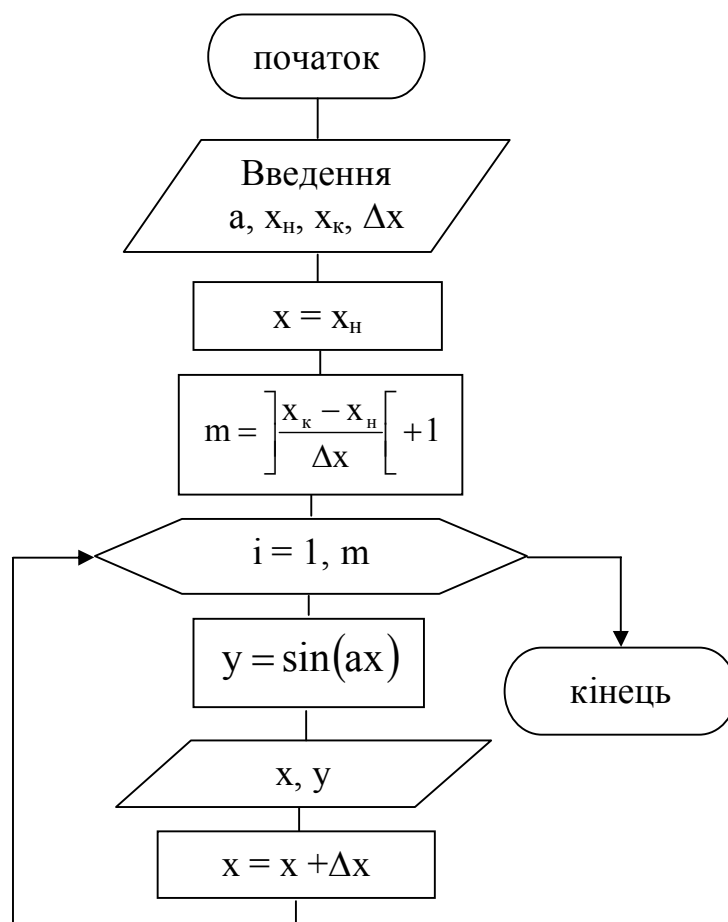 початок
Введення
a, xн, xк, Δx
x = xн
m = ](xк − xн)/Δx[ + 1
i = 1, m
y = sin(ax)
кінець
x, y
x = x +Δx